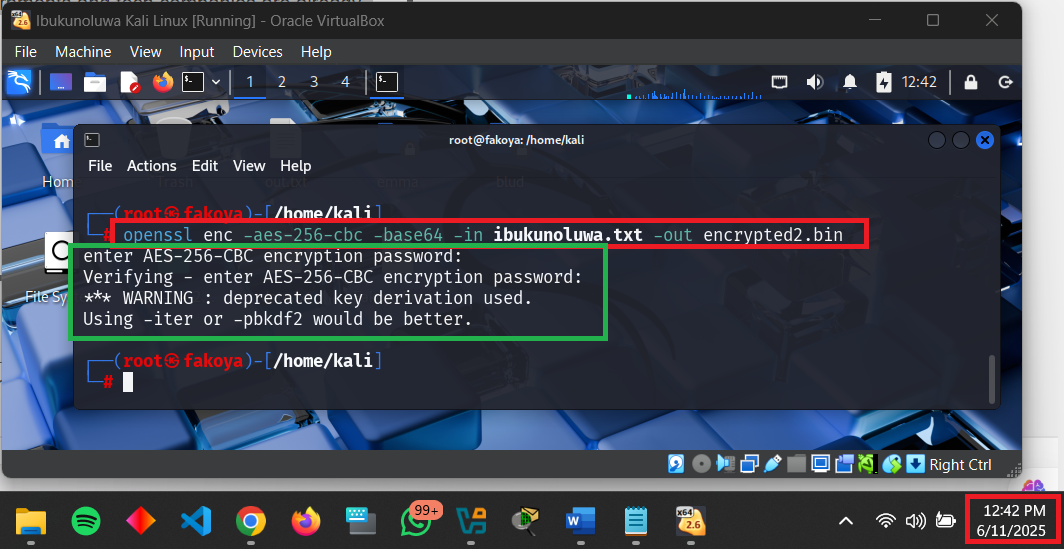 Ibukunoluwa Kali Linux [Running] - Oracle VirtualBox
File Machine View Input Devices Help
1 2 3 4 12:42
root@fakoya: /home/kali
File Actions Edit View Help
Home
┌──(root㉿fakoya)-[/home/kali]
└─# openssl enc -aes-256-cbc -base64 -in ibukunoluwa.txt -out encrypted2.bin
enter AES-256-CBC encryption password:
Verifying - enter AES-256-CBC encryption password:
*** WARNING : deprecated key derivation used.
Using -iter or -pbkdf2 would be better.
File Sy
┌──(root㉿fakoya)-[/home/kali]
└─#
Right Ctrl
99+
x64
2.6
12:42 PM
6/11/2025